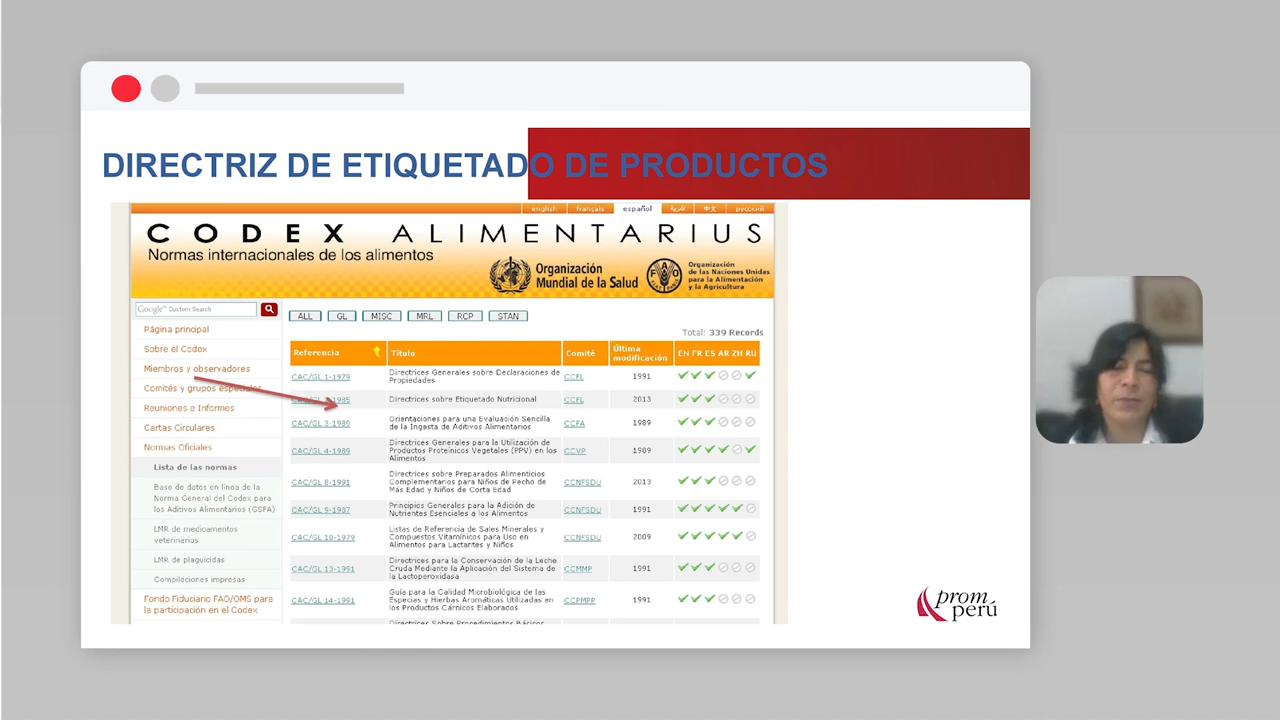 DIRECTRIZ DE ETIQUETADO DE PRODUCTOS
english français español العربية 中文 русский
CODEX ALIMENTARIUS
Normas internacionales de los alimentos
Organización
Mundial de la Salud
FAO
Organización
de las Naciones Unidas
para la Alimentación
y la Agricultura
Google™ Custom Search
ALL GL MISC MRL RCP STAN
Total: 339 Records
Página principal
Sobre el Codex
Miembros y observadores
Comités y grupos especiales
Reuniones e Informes
Cartas Circulares
Normas Oficiales
Lista de las normas
Base de datos en línea de la
Norma General del Codex para
los Aditivos Alimentarios (GSFA)
LMR de medicamentos
veterinarios
LMR de plaguicidas
Compilaciones impresas
Fondo Fiduciario FAO/OMS para
la participación en el Codex
Referencia Título Comité Última
modificación EN FR ES AR ZH RU
CAC/GL 1-1979 Directrices Generales sobre Declaraciones de
Propiedades CCFL 1991
CAC/GL -1985 Directrices sobre Etiquetado Nutricional CCFL 2013
CAC/GL 3-1989 Orientaciones para una Evaluación Sencilla
de la Ingesta de Aditivos Alimentarios CCFA 1989
CAC/GL 4-1989 Directrices Generales para la Utilización de
Productos Proteínicos Vegetales (PPV) en los
Alimentos CCVP 1989
CAC/GL 8-1991 Directrices sobre Preparados Alimenticios
Complementarios para Niños de Pecho de
Más Edad y Niños de Corta Edad CCNFSDU 2013
CAC/GL 9-1987 Principios Generales para la Adición de
Nutrientes Esenciales a los Alimentos CCNFSDU 1991
CAC/GL 10-1979 Listas de Referencia de Sales Minerales y
Compuestos Vitamínicos para Uso en
Alimentos para Lactantes y Niños CCNFSDU 2009
CAC/GL 13-1991 Directrices para la Conservación de la Leche
Cruda Mediante la Aplicación del Sistema de
la Lactoperoxidasa CCMMP 1991
CAC/GL 14-1991 Guía para la Calidad Microbiológica de las
Especias y Hierbas Aromáticas Utilizadas en
los Productos Cárnicos Elaborados CCPMPP 1991
Directrices Sobre Procedimientos Básicos
prom
perú